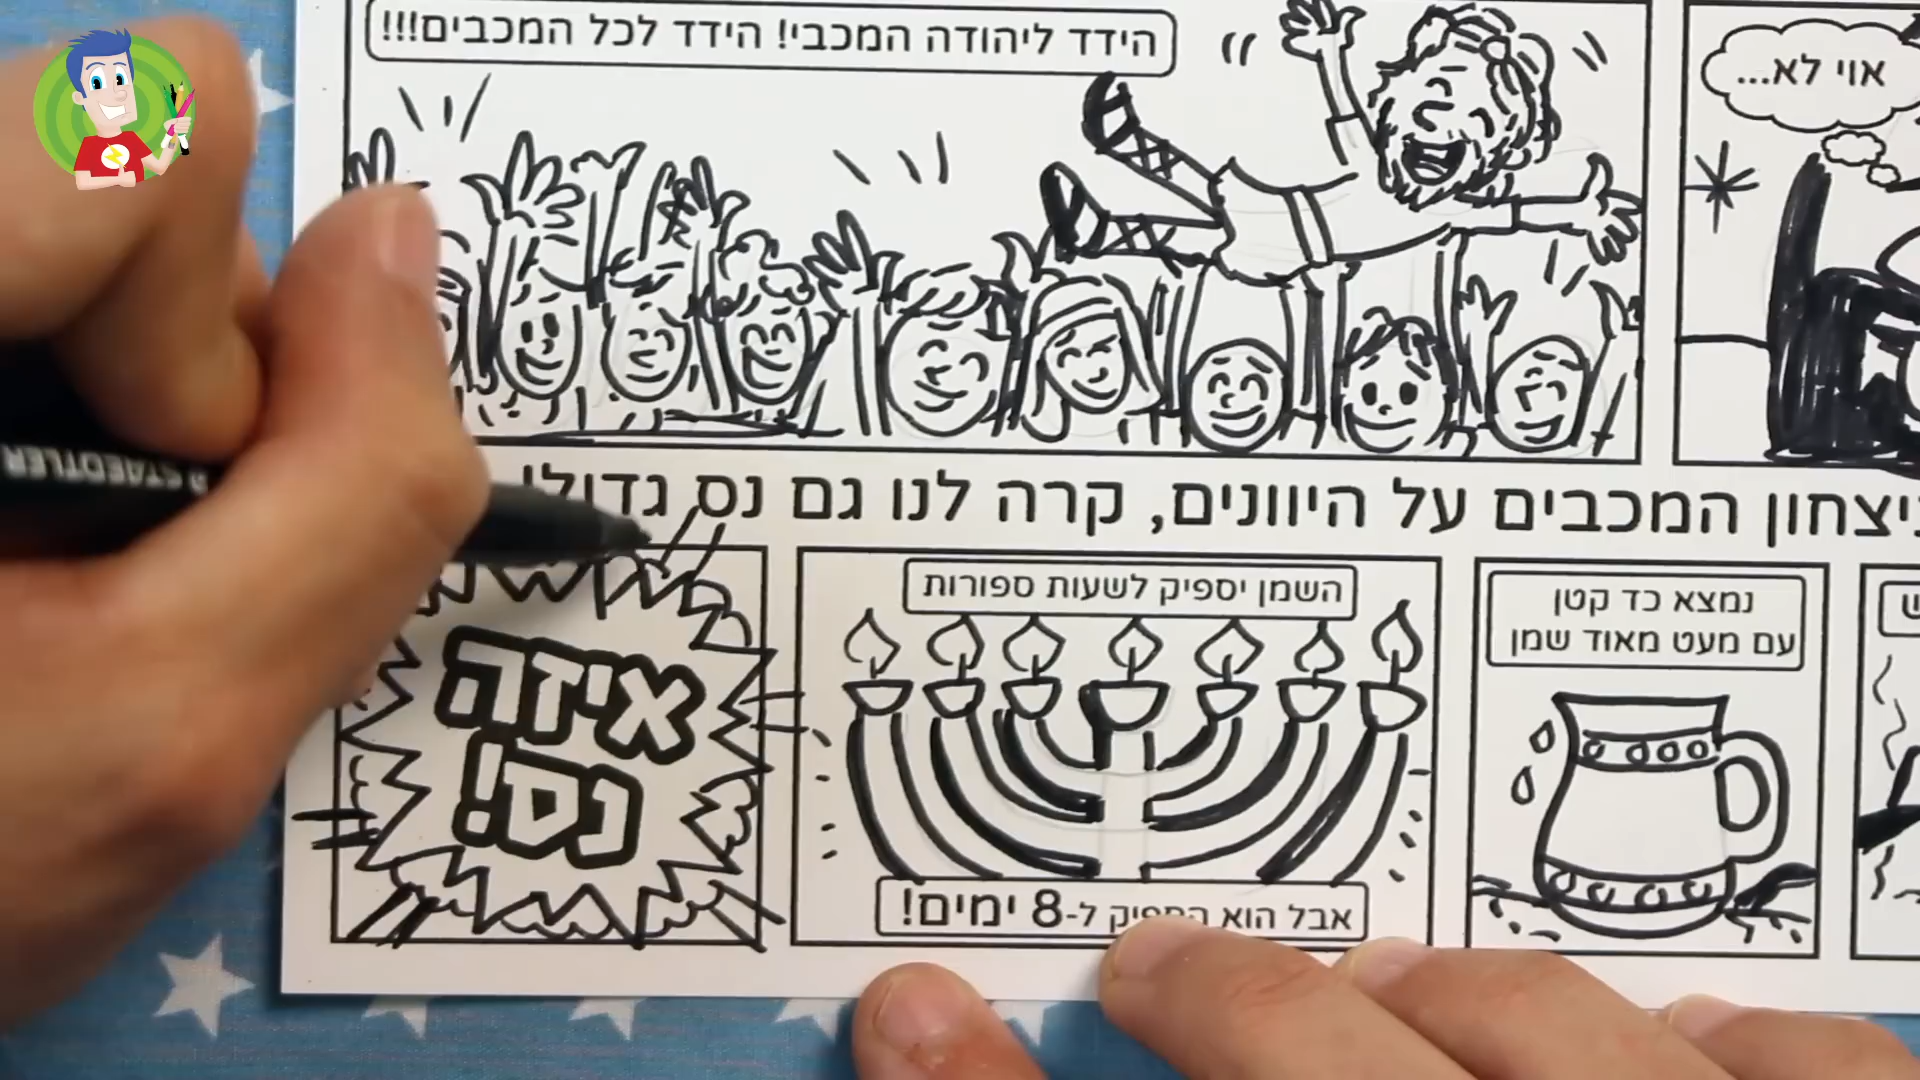 הידד ליהודה המכבי! הידד לכל המכבים!!!
אוי לא...
ניצחון המכבים על היוונים, קרה לנו גם נס גדול!
נמצא כד קטן
עם מעט מאוד שמן
השמן יספיק לשעות ספורות
אבל הוא הספיק ל-8 ימים!
איזה
נס!
STAEDTLER